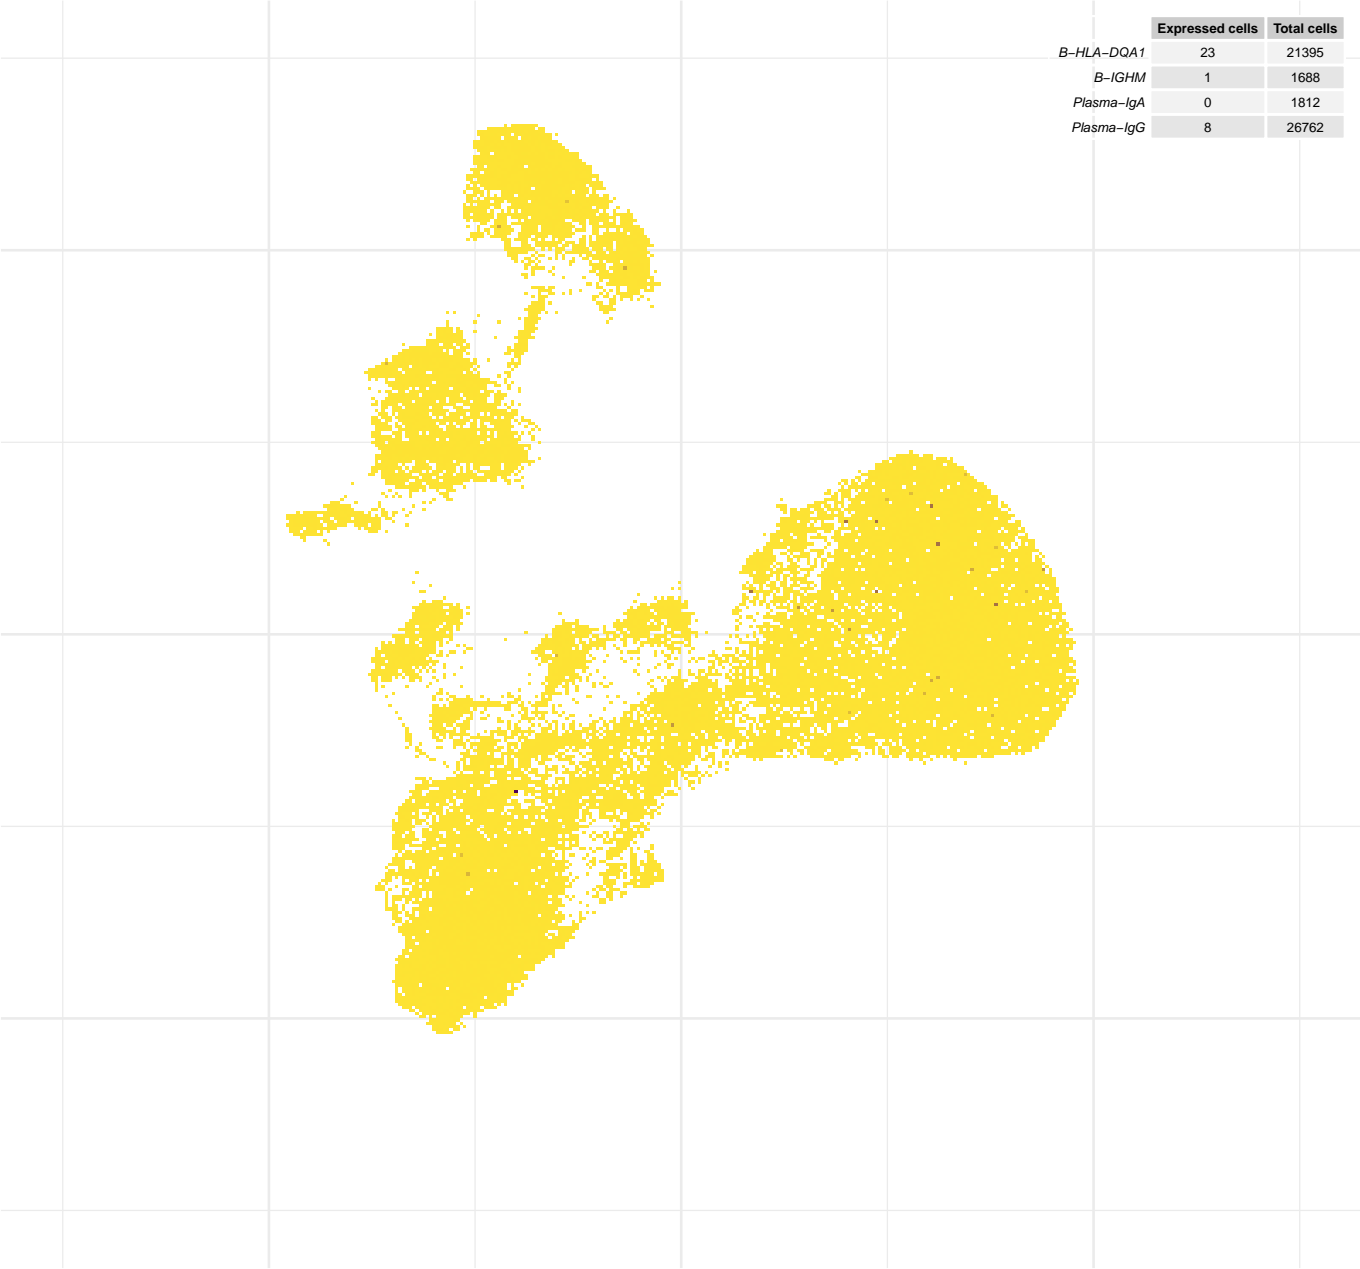 Expressed cells Total cells
B−HLA−DQA1 23 21395
B−IGHM 1 1688
Plasma−IgA 0 1812
Plasma−IgG 8 26762